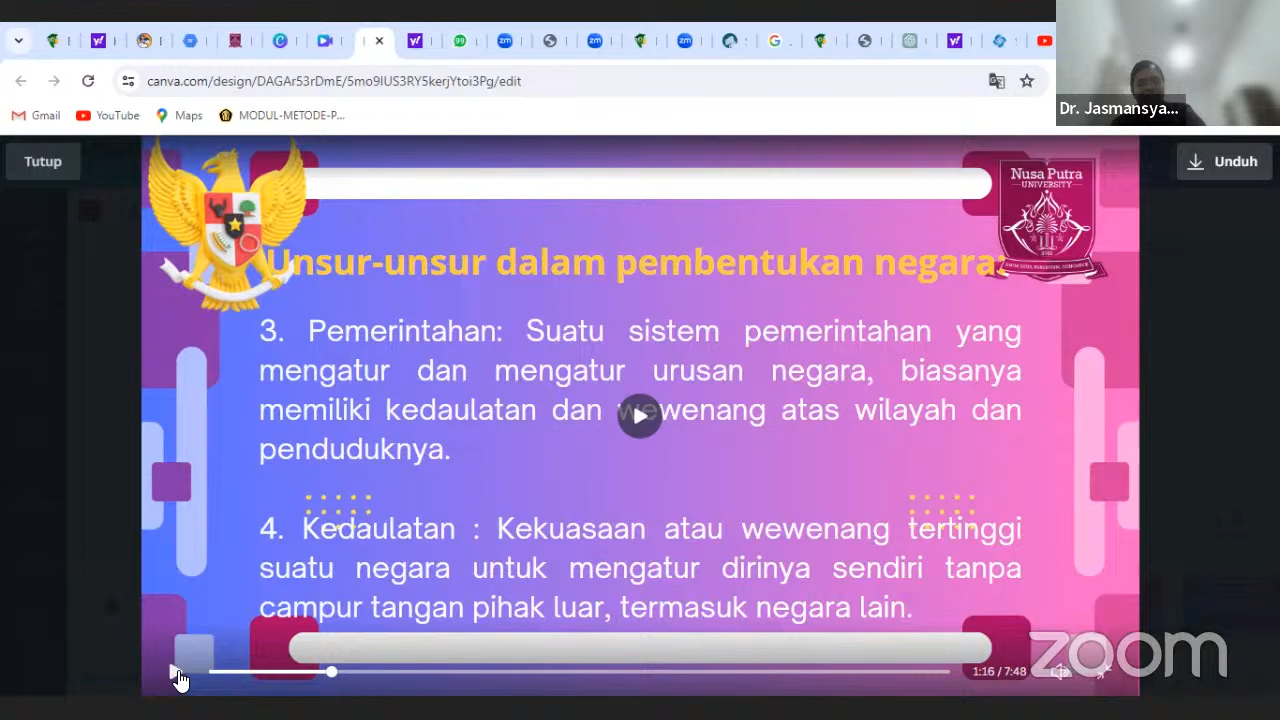 canva.com/design/DAGAr53rDmE/5mo9IUS3RY5kerjYtoi3Pg/edit
Gmail YouTube Maps MODUL-METODE-P...
Dr. Jasmansya...
Tutup
Unduh
Nusa Putra
UNIVERSITY
Unsur-unsur dalam pembentukan negara:
3. Pemerintahan: Suatu sistem pemerintahan yang
mengatur dan mengatur urusan negara, biasanya
memiliki kedaulatan dan wewenang atas wilayah dan
penduduknya.
4. Kedaulatan : Kekuasaan atau wewenang tertinggi
suatu negara untuk mengatur dirinya sendiri tanpa
campur tangan pihak luar, termasuk negara lain.
1:16 / 7:48
zoom